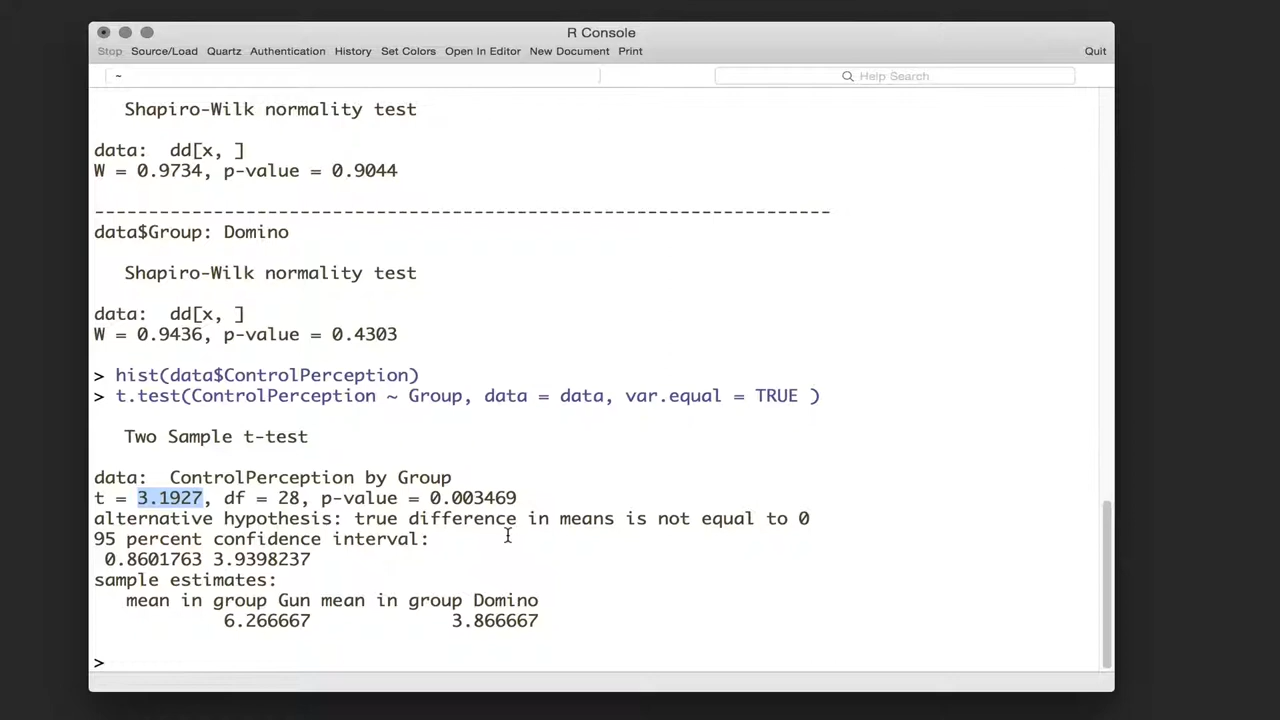 R Console
Stop Source/Load Quartz Authentication History Set Colors Open In Editor New Document Print Quit
~ Help Search
Shapiro-Wilk normality test
data:  dd[x, ]
W = 0.9734, p-value = 0.9044
--------------------------------------------------------------------
data$Group: Domino
Shapiro-Wilk normality test
data:  dd[x, ]
W = 0.9436, p-value = 0.4303
> hist(data$ControlPerception)
> t.test(ControlPerception ~ Group, data = data, var.equal = TRUE )
Two Sample t-test
data:  ControlPerception by Group
t = 3.1927, df = 28, p-value = 0.003469
alternative hypothesis: true difference in means is not equal to 0
95 percent confidence interval:
0.8601763 3.9398237
sample estimates:
mean in group Gun mean in group Domino
6.266667 3.866667
>